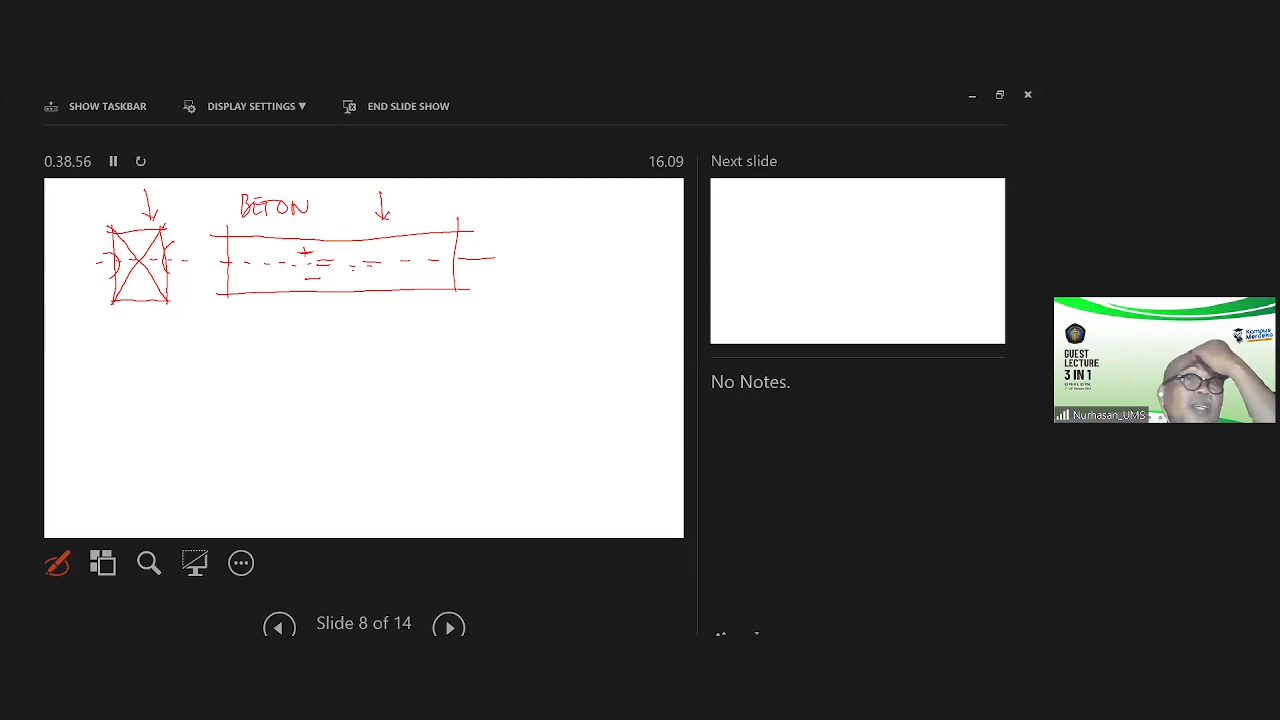 SHOW TASKBAR
DISPLAY SETTINGS ▼
END SLIDE SHOW
0.38.56
16.09
Next slide
BETON
+
No Notes.
Kampus
Merdeka
GUEST
LECTURE
3 IN 1
Nurhasan_UMS
Slide 8 of 14